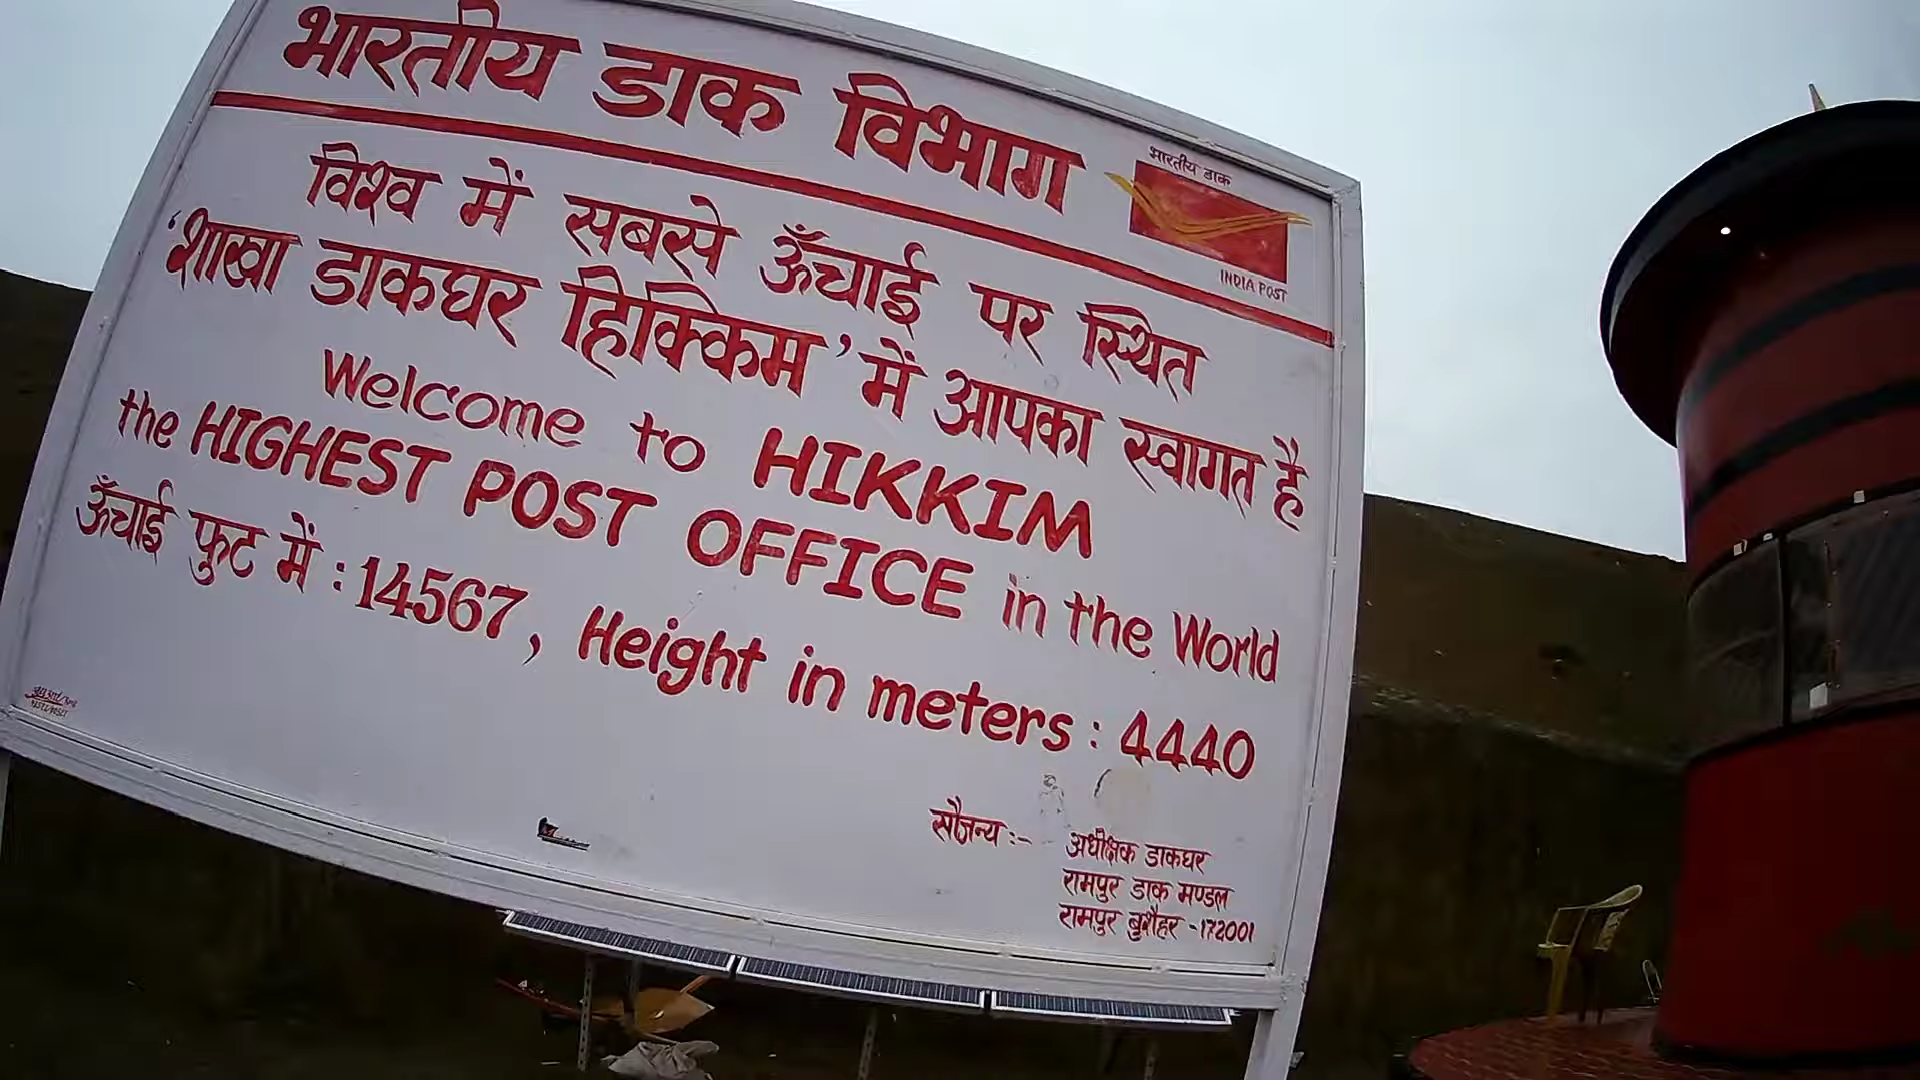 भारतीय डाक विभाग
भारतीय डाक
INDIA POST
विश्व में सबसे ऊँचाई पर स्थित
'शाखा डाकघर हिक्किम' में आपका स्वागत है
Welcome to HIKKIM
the HIGHEST POST OFFICE in the World
ऊँचाई फुट में : 14567, Height in meters : 4440
सौजन्य :- अधीक्षक डाकघर
रामपुर डाक मण्डल
रामपुर बुशैहर - 172001